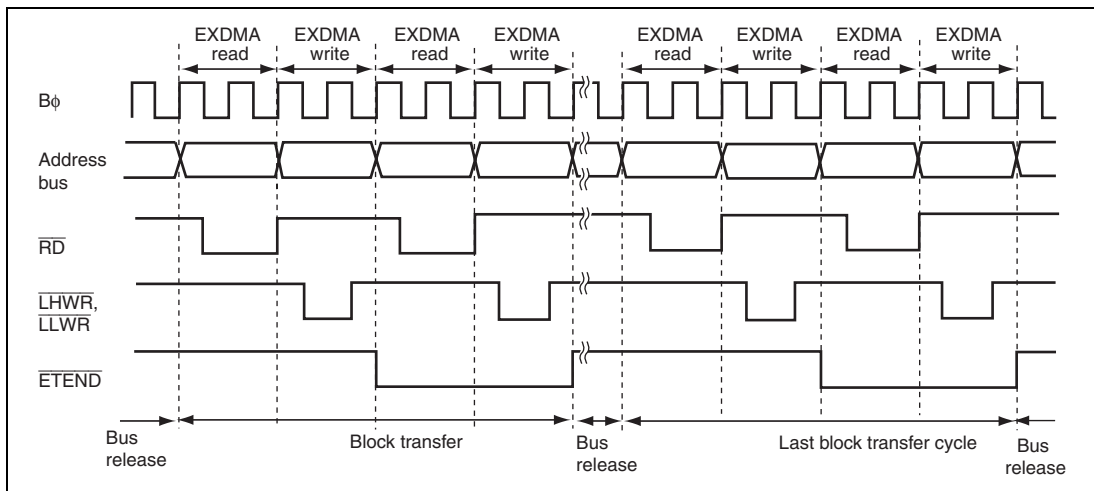 EXDMA read
EXDMA write
EXDMA read
EXDMA write
EXDMA read
EXDMA write
EXDMA read
EXDMA write
Bϕ
Address bus
RD
LHWR,
LLWR
ETEND
Bus release
Block transfer
Bus release
Last block transfer cycle
Bus release